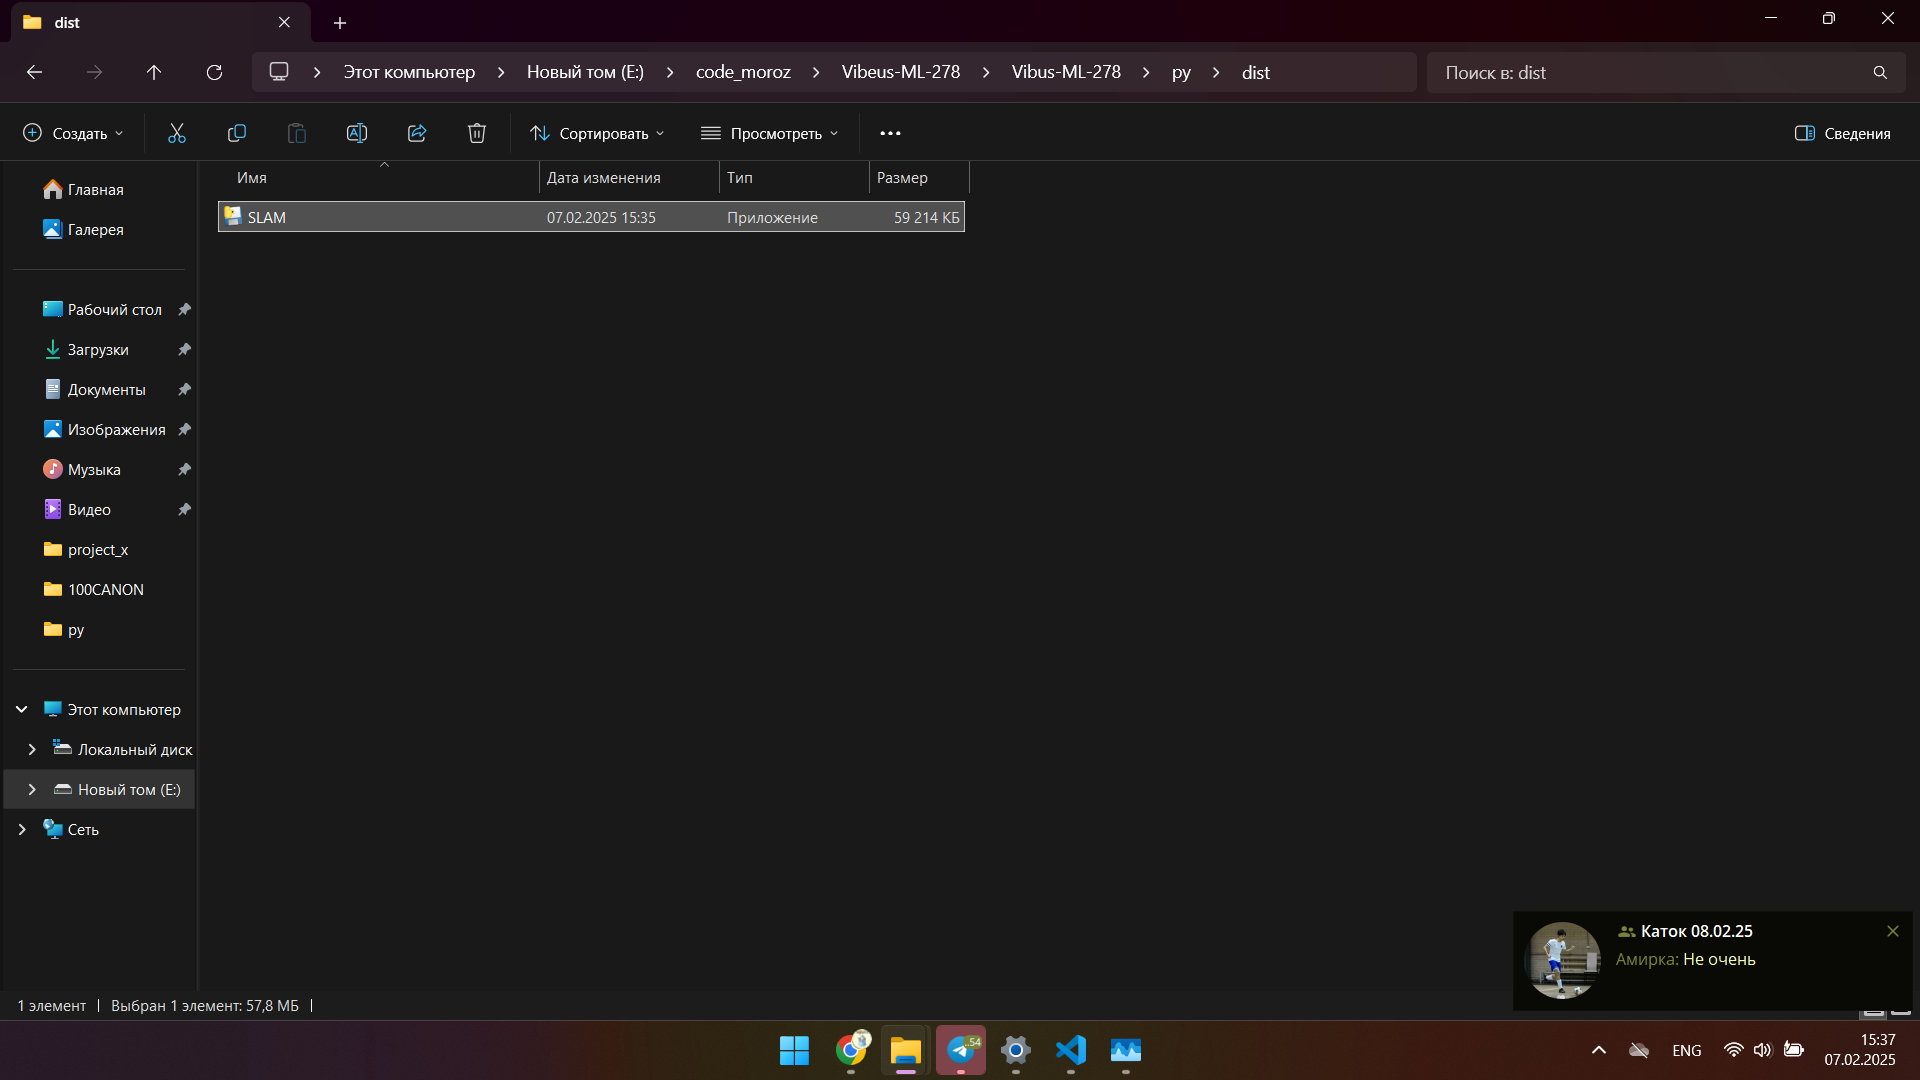 dist
Этот компьютер
Новый том (E:)
code_moroz
Vibeus-ML-278
Vibus-ML-278
py
dist
Поиск в: dist
Создать
Сортировать
Просмотреть
Сведения
Имя
Дата изменения
Тип
Размер
SLAM
07.02.2025 15:35
Приложение
59 214 КБ
Главная
Галерея
Рабочий стол
Загрузки
Документы
Изображения
Музыка
Видео
project_x
100CANON
py
Этот компьютер
Локальный диск
Новый том (E:)
Сеть
Каток 08.02.25
Амирка: Не очень
1 элемент
Выбран 1 элемент: 57,8 МБ
..54
ENG
15:37
07.02.2025